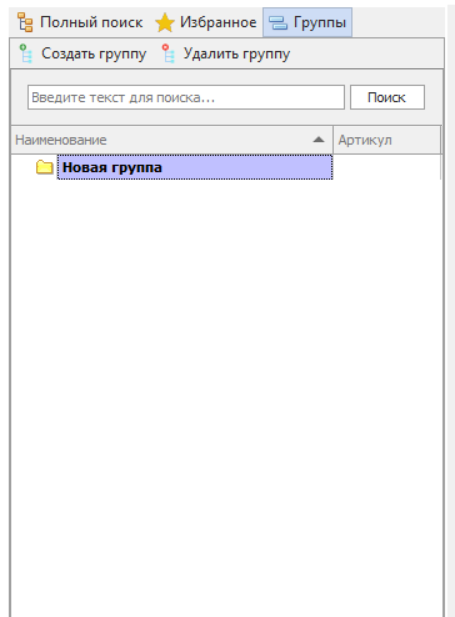 Полный поиск Избранное Группы
Создать группу Удалить группу
Введите текст для поиска... Поиск
Наименование Артикул
Новая группа